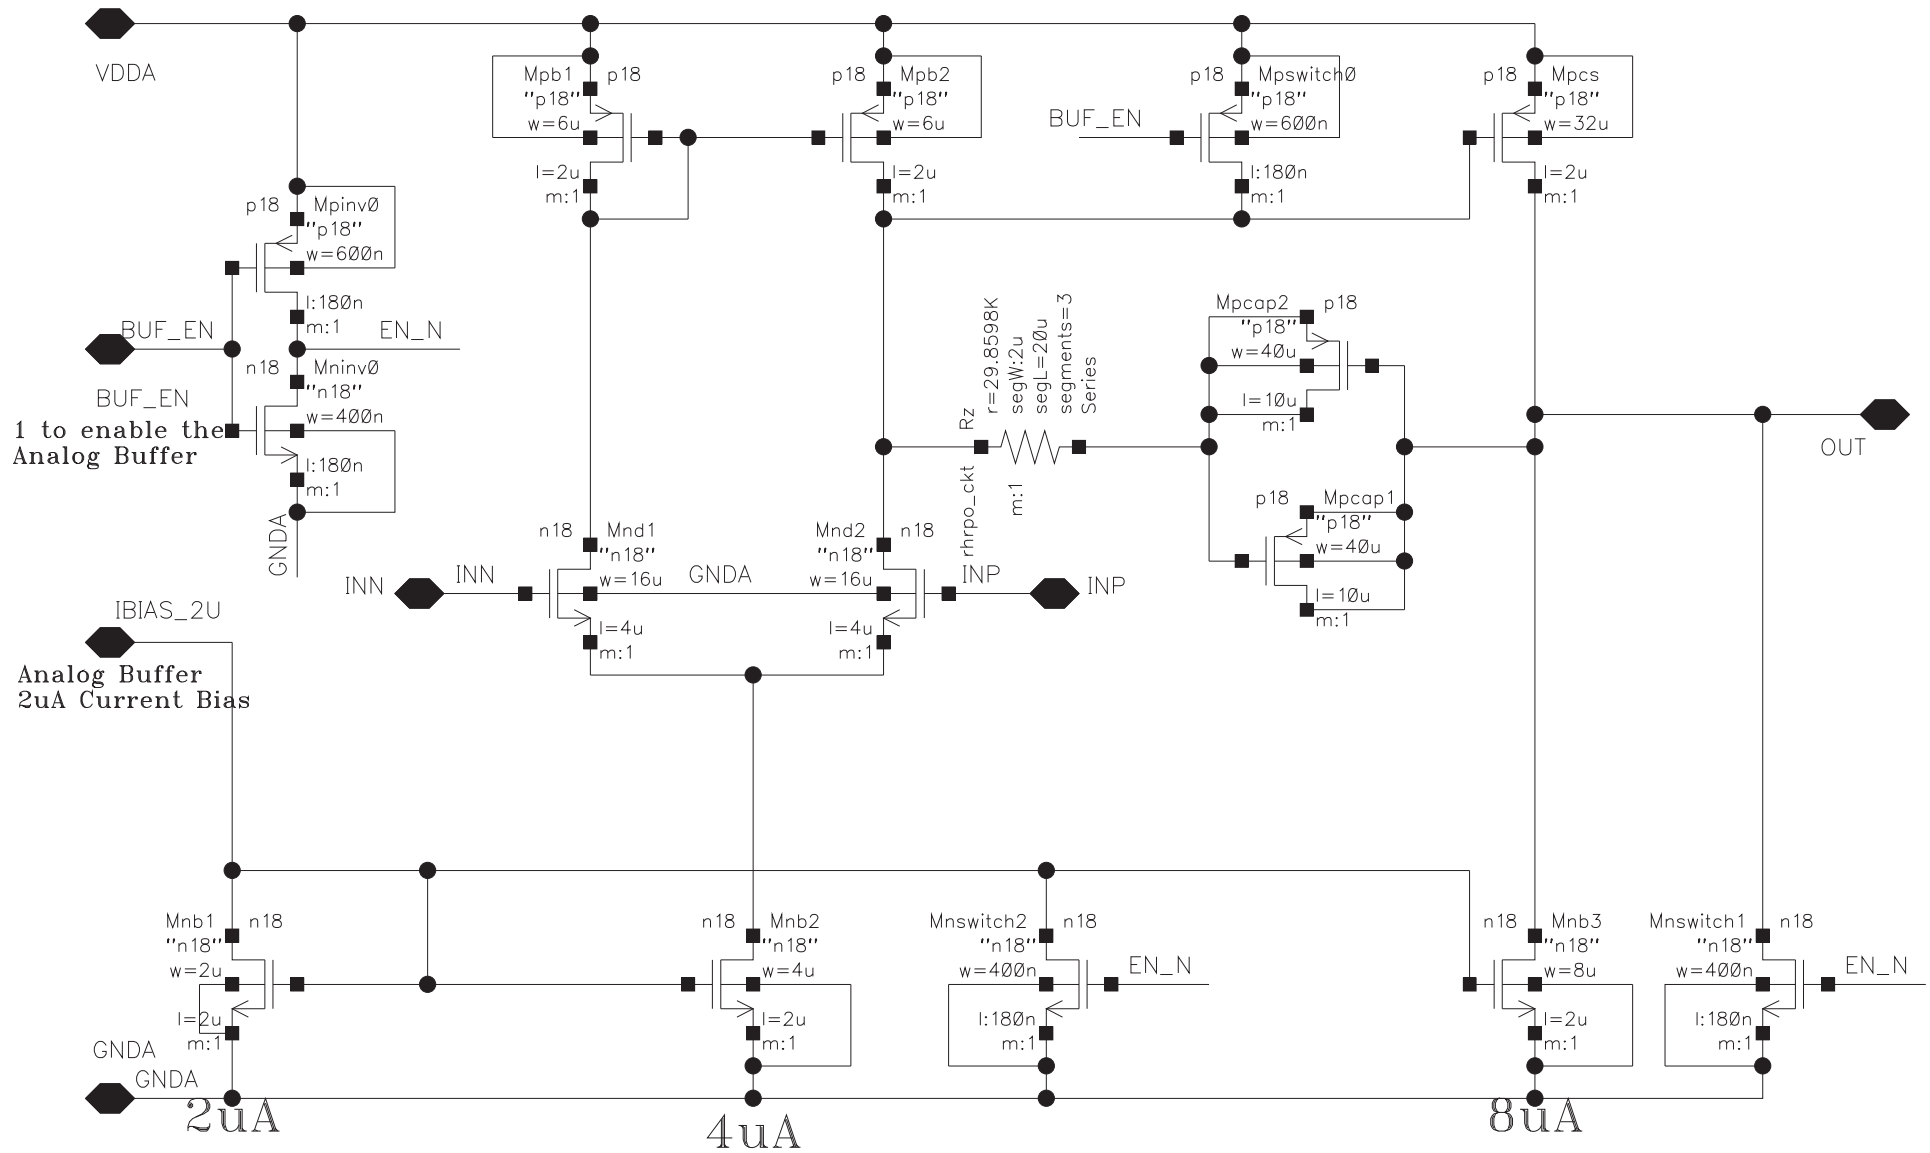 VDDA
Mpb1 p18
"p18"
w=6u
l=2u
m:1
p18 Mpb2
"p18"
w=6u
l=2u
m:1
BUF_EN
p18 Mpswitch0
"p18"
w=600n
l:180n
m:1
p18 Mpcs
"p18"
w=32u
l=2u
m:1
p18 Mpinv0
"p18"
w=600n
l:180n
m:1
BUF_EN
EN_N
n18 Mninv0
"n18"
w=400n
l:180n
m:1
BUF_EN
1 to enable the
Analog Buffer
GNDA
Rz
r=29.8598K
segW:2u
segL=20u
segments=3
Series
rhrpo_ckt
m:1
Mpcap2 p18
"p18"
w=40u
l=10u
m:1
p18 Mpcap1
"p18"
w=40u
l=10u
m:1
OUT
INN
INN
n18 Mnd1
"n18"
w=16u
l=4u
m:1
GNDA
Mnd2 n18
"n18"
w=16u
l=4u
m:1
INP
INP
IBIAS_2U
Analog Buffer
2uA Current Bias
Mnb1 n18
"n18"
w=2u
l=2u
m:1
n18 Mnb2
"n18"
w=4u
l=2u
m:1
Mnswitch2 n18
"n18"
w=400n
l:180n
m:1
EN_N
n18 Mnb3
"n18"
w=8u
l=2u
m:1
Mnswitch1 n18
"n18"
w=400n
l:180n
m:1
EN_N
GNDA
GNDA
2uA
4uA
8uA